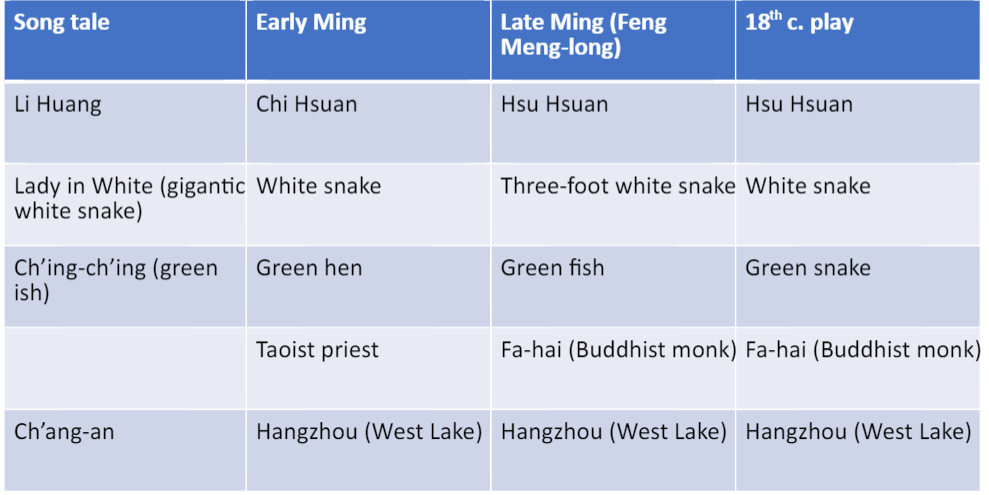 Song tale
Early Ming
Late Ming (Feng
Meng-long)
18th c. play
Li Huang
Chi Hsuan
Hsu Hsuan
Hsu Hsuan
Lady in White (gigantic
white snake)
White snake
Three-foot white snake
White snake
Ch’ing-ch’ing (green
ish)
Green hen
Green fish
Green snake
Taoist priest
Fa-hai (Buddhist monk)
Fa-hai (Buddhist monk)
Ch’ang-an
Hangzhou (West Lake)
Hangzhou (West Lake)
Hangzhou (West Lake)